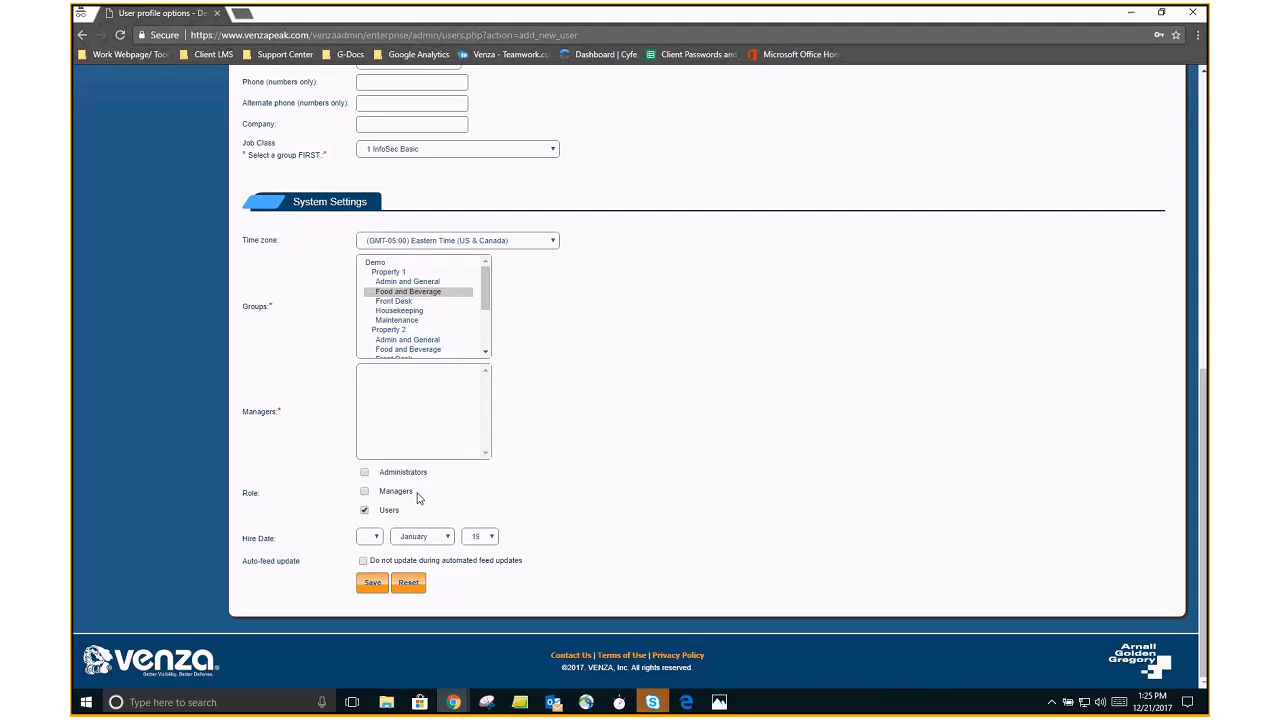 User profile options - De
Secure
https://www.venzapeak.com/venzaadmin/enterprise/admin/users.php?action=add_new_user
Work Webpage/ Too
Client LMS
Support Center
G-Docs
Google Analytics
Venza - Teamwork.co
Dashboard | Cyfe
Client Passwords and
Microsoft Office Hom
Phone (numbers only):
Alternate phone (numbers only):
Company:
Job Class
* Select a group FIRST.:*
1 InfoSec Basic
System Settings
Time zone:
(GMT-05:00) Eastern Time (US & Canada)
Groups:*
Demo
Property 1
Admin and General
Food and Beverage
Front Desk
Housekeeping
Maintenance
Property 2
Admin and General
Food and Beverage
Front Desk
Managers:*
Role:
Administrators
Managers
Users
Hire Date:
January
19
Auto-feed update
Do not update during automated feed updates
Save
Reset
venza
Better Visibility. Better Defense.
Contact Us | Terms of Use | Privacy Policy
©2017. VENZA, Inc. All rights reserved.
Arnall
Golden
Gregory
Type here to search
1:25 PM
12/21/2017